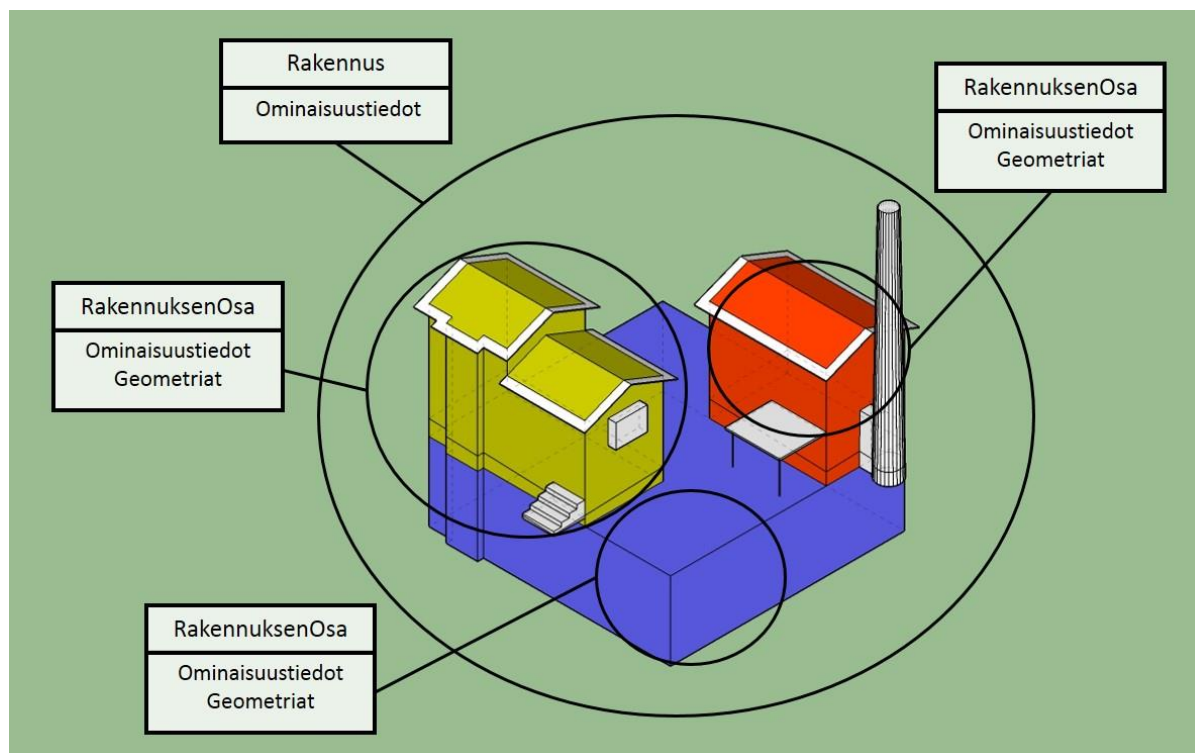 Rakennus
Ominaisuustiedot
RakennuksenOsa
Ominaisuustiedot
Geometriat
RakennuksenOsa
Ominaisuustiedot
Geometriat
RakennuksenOsa
Ominaisuustiedot
Geometriat